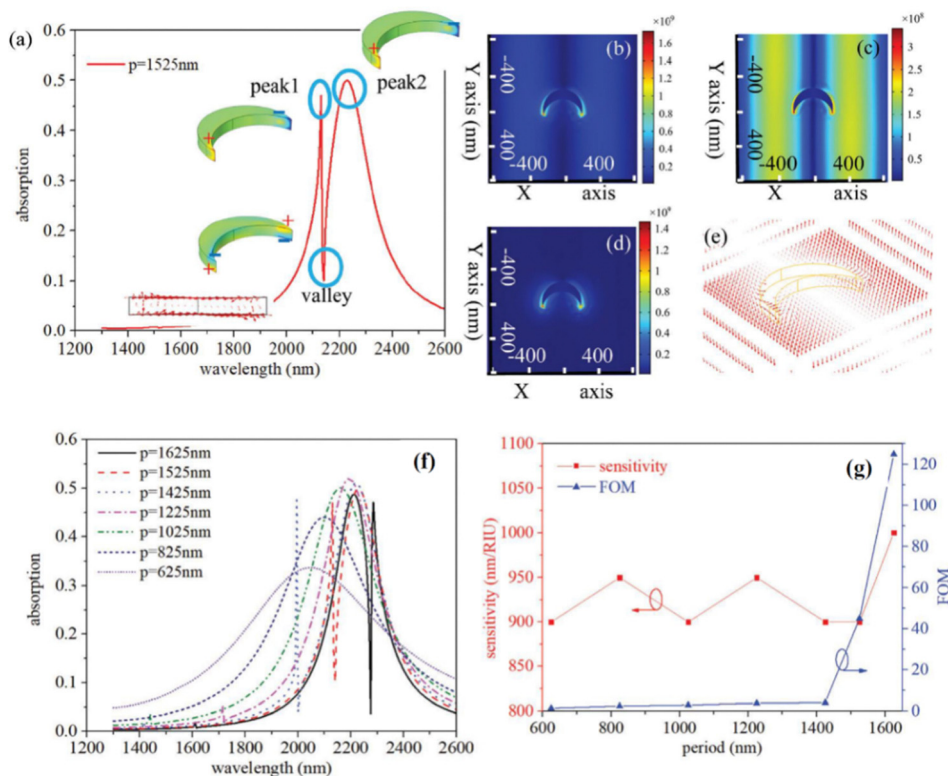 (a)
0.6
0.5
0.4
0.3
0.2
0.1
0.0
absorption
p=1525nm
peak1
peak2
valley
+
+
+
+
1200 1400 1600 1800 2000 2200 2400 2600
wavelength (nm)
(b)
×10⁹
1.6
1.4
1.2
1
0.8
0.6
0.4
0.2
Y axis (nm)
-400
400
-400 400
X axis
(c)
×10⁸
3
2.5
2
1.5
1
0.5
Y axis (nm)
-400
400
-400 400
X axis
(d)
×10⁹
1.4
1.2
1
0.8
0.6
0.4
0.2
Y axis (nm)
-400
400
-400 400
X axis
(e)
(f)
0.6
0.5
0.4
0.3
0.2
0.1
0.0
absorption
p=1625nm
p=1525nm
p=1425nm
p=1225nm
p=1025nm
p=825nm
p=625nm
1200 1400 1600 1800 2000 2200 2400 2600
wavelength (nm)
(g)
1100
1050
1000
950
900
850
800
sensitivity (nm/RIU)
sensitivity
FOM
120
100
80
60
40
20
0
FOM
600 800 1000 1200 1400 1600
period (nm)